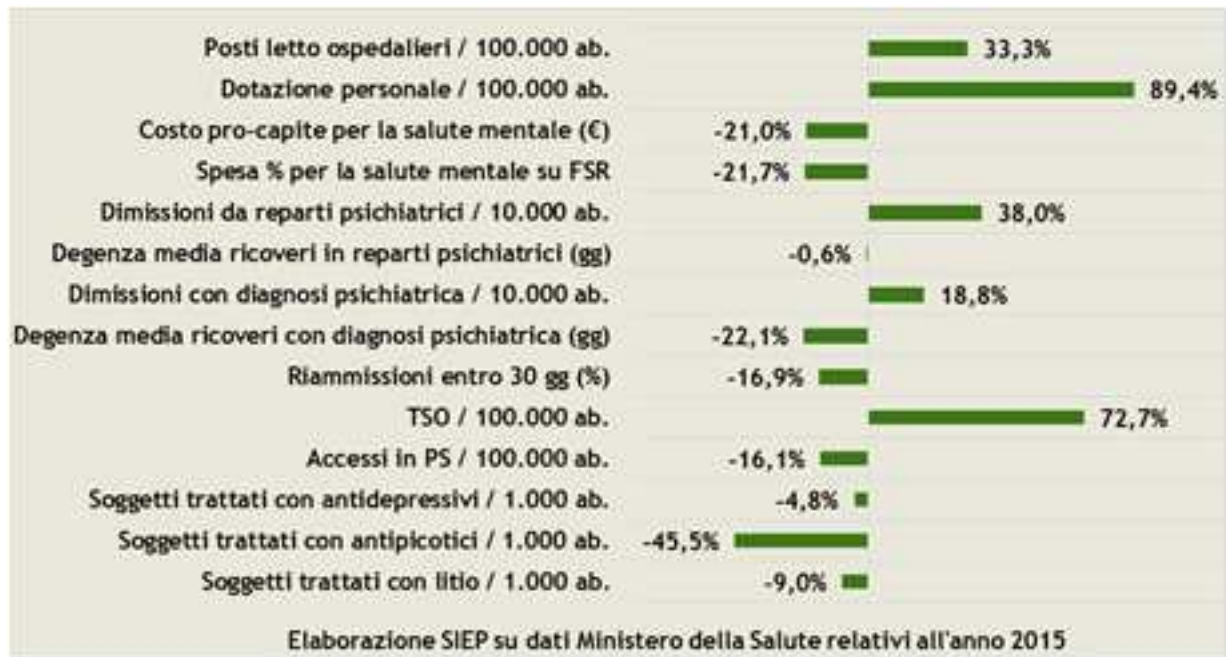 Posti letto ospedalieri / 100.000 ab. 33,3%
Dotazione personale / 100.000 ab. 89,4%
Costo pro-capite per la salute mentale (€) -21,0%
Spesa % per la salute mentale su FSR -21,7%
Dimissioni da reparti psichiatrici / 10.000 ab. 38,0%
Degenza media ricoveri in reparti psichiatrici (gg) -0,6%
Dimissioni con diagnosi psichiatrica / 10.000 ab. 18,8%
Degenza media ricoveri con diagnosi psichiatrica (gg) -22,1%
Riammissioni entro 30 gg (%) -16,9%
TSO / 100.000 ab. 72,7%
Accessi in PS / 100.000 ab. -16,1%
Soggetti trattati con antidepressivi / 1.000 ab. -4,8%
Soggetti trattati con antipicotici / 1.000 ab. -45,5%
Soggetti trattati con litio / 1.000 ab. -9,0%
Elaborazione SIEP su dati Ministero della Salute relativi all'anno 2015